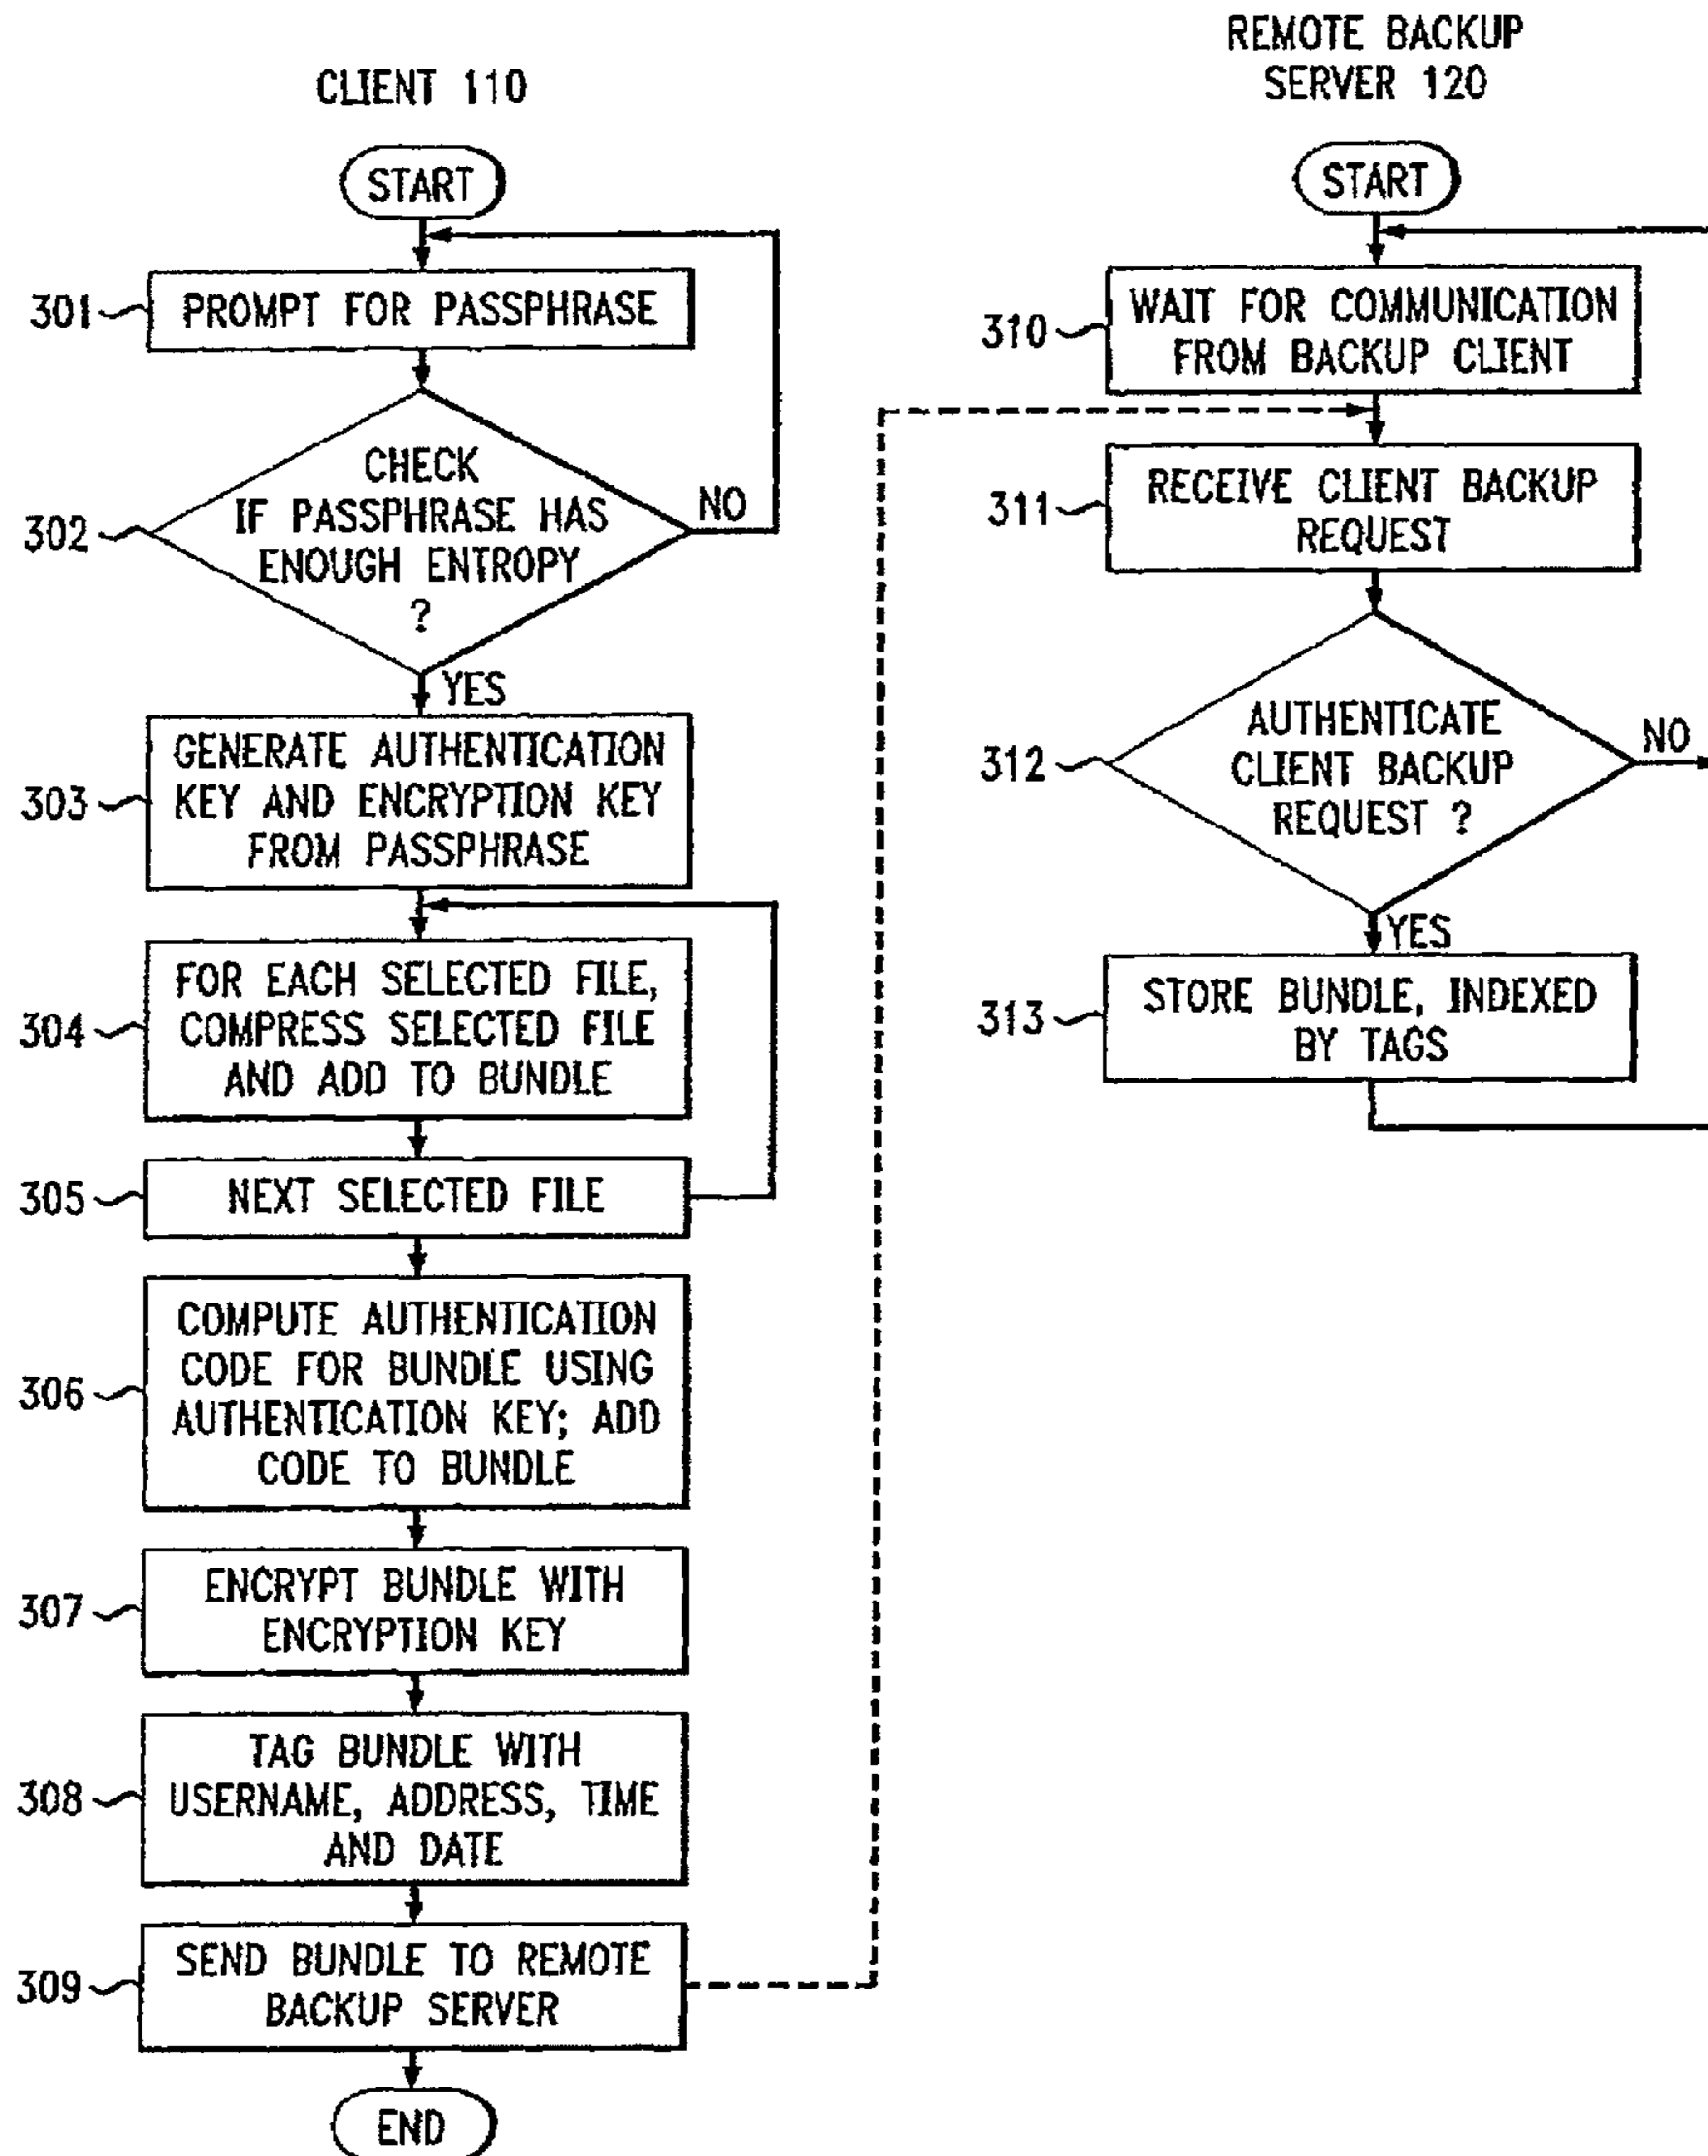 CLIENT 110
START
301
PROMPT FOR PASSPHRASE
302
CHECK
IF PASSPHRASE HAS
ENOUGH ENTROPY
?
NO
YES
303
GENERATE AUTHENTICATION
KEY AND ENCRYPTION KEY
FROM PASSPHRASE
304
FOR EACH SELECTED FILE,
COMPRESS SELECTED FILE
AND ADD TO BUNDLE
305
NEXT SELECTED FILE
306
COMPUTE AUTHENTICATION
CODE FOR BUNDLE USING
AUTHENTICATION KEY; ADD
CODE TO BUNDLE
307
ENCRYPT BUNDLE WITH
ENCRYPTION KEY
308
TAG BUNDLE WITH
USERNAME, ADDRESS, TIME
AND DATE
309
SEND BUNDLE TO REMOTE
BACKUP SERVER
END
REMOTE BACKUP
SERVER 120
START
310
WAIT FOR COMMUNICATION
FROM BACKUP CLIENT
311
RECEIVE CLIENT BACKUP
REQUEST
312
AUTHENTICATE
CLIENT BACKUP
REQUEST ?
NO
YES
313
STORE BUNDLE, INDEXED
BY TAGS